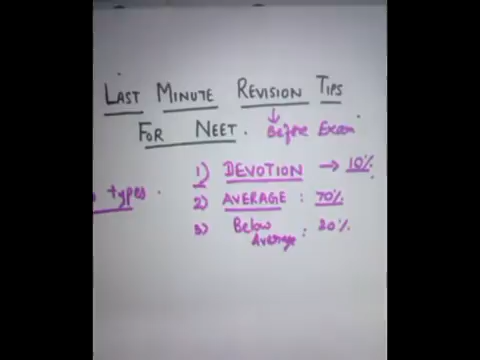 LAST MINUTE REVISION TIPS
FOR NEET.
↓
Before Exam
types.
1) DEVOTION → 10%
2) AVERAGE : 70%
3) Below Average : 20%